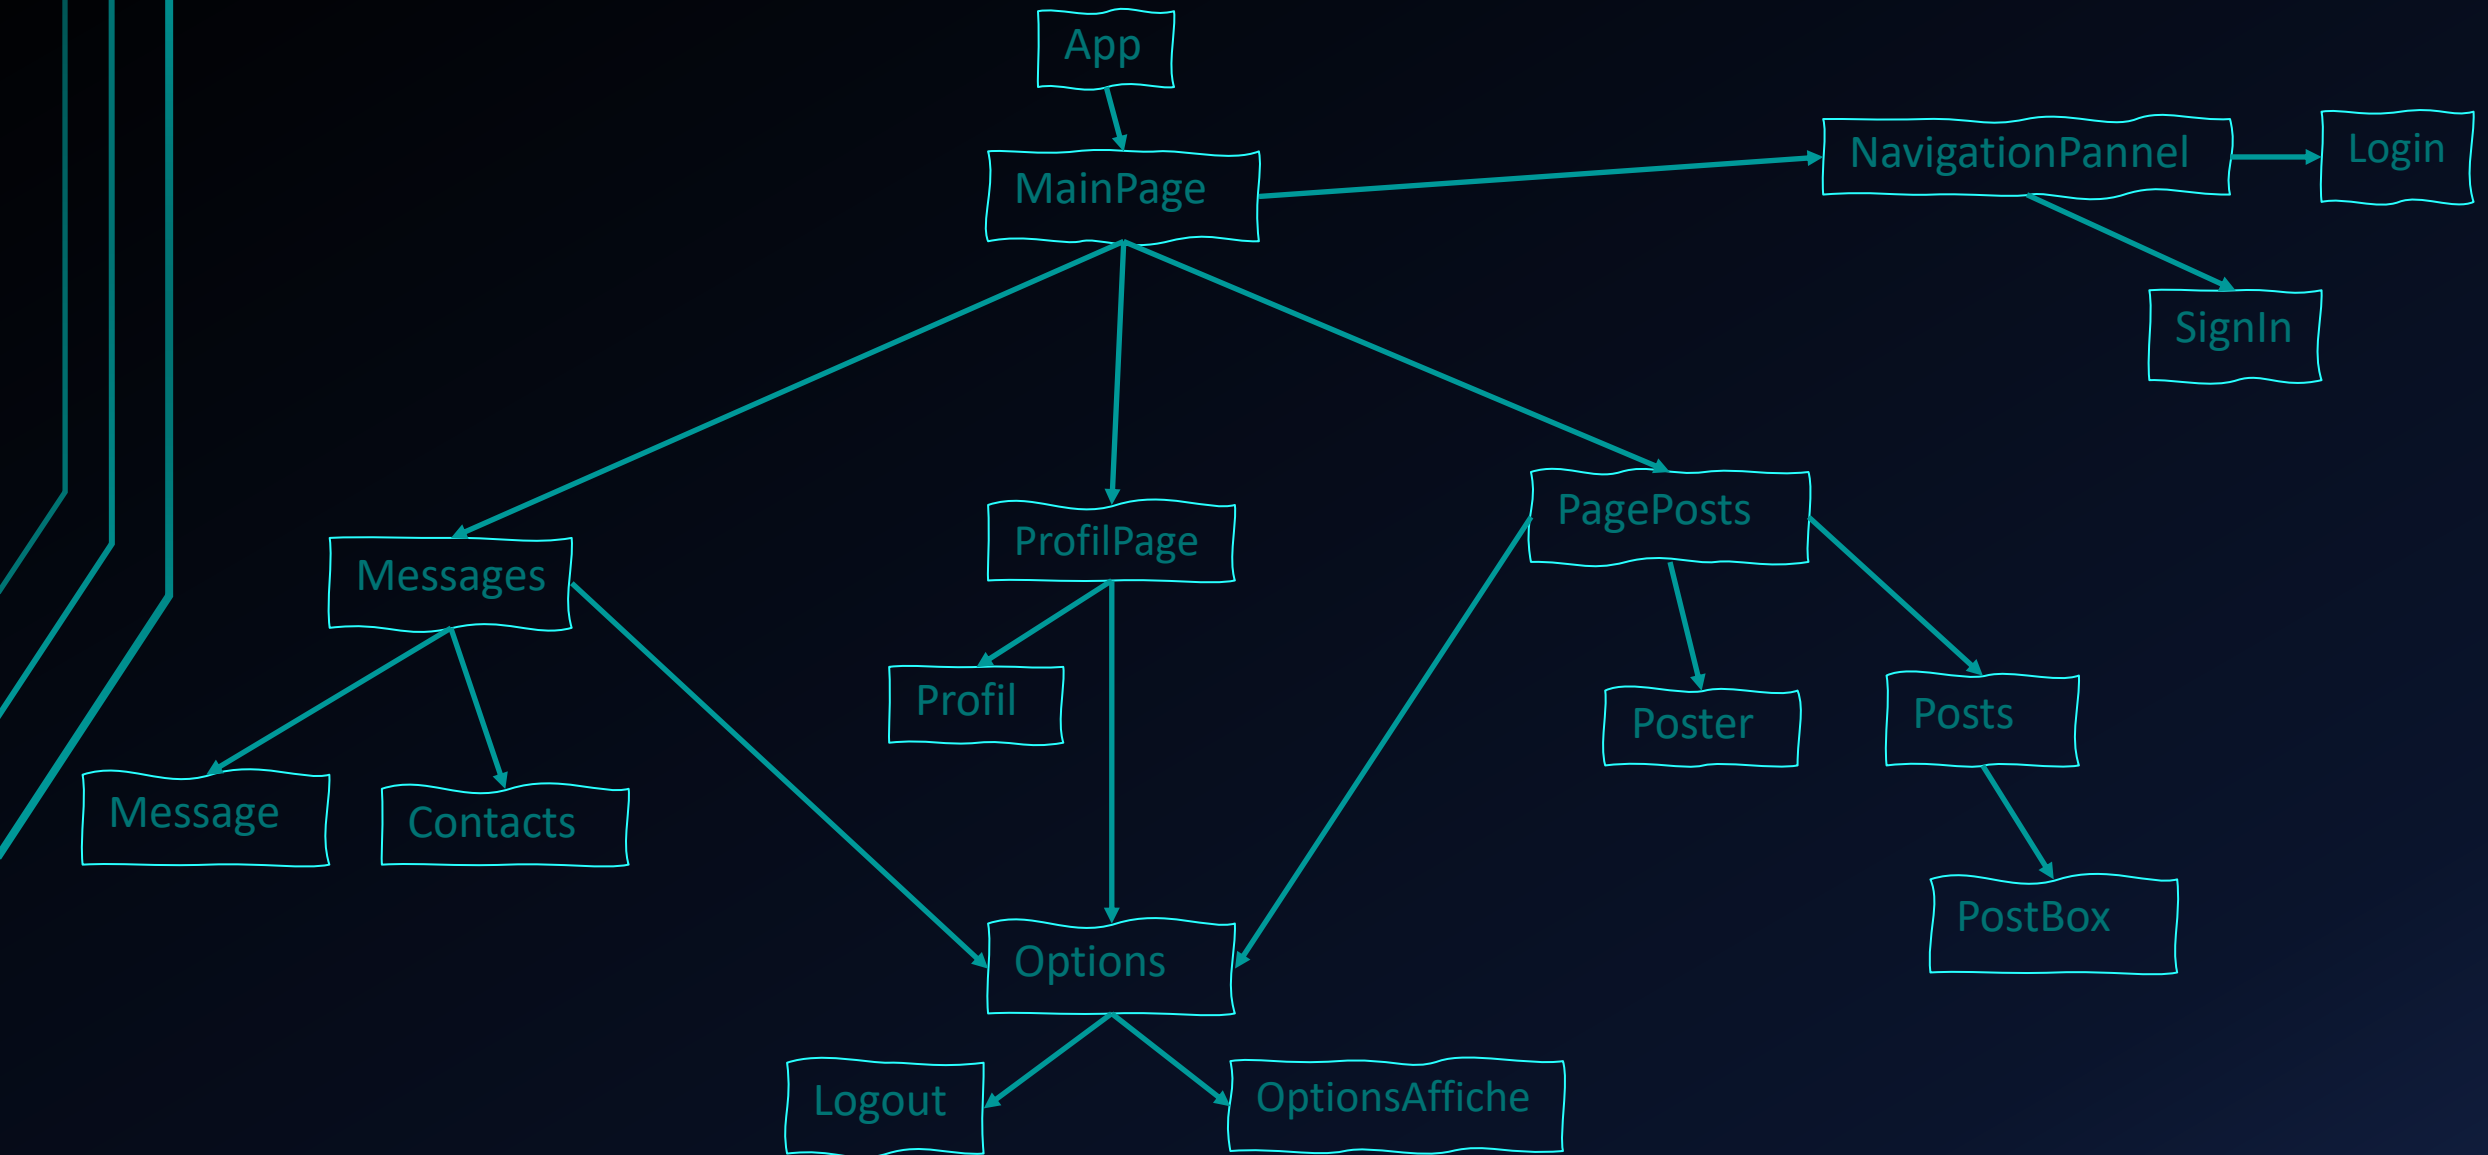 App
MainPage
NavigationPannel
Login
SignIn
Messages
ProfilPage
PagePosts
Message
Contacts
Profil
Poster
Posts
Options
PostBox
Logout
OptionsAffiche